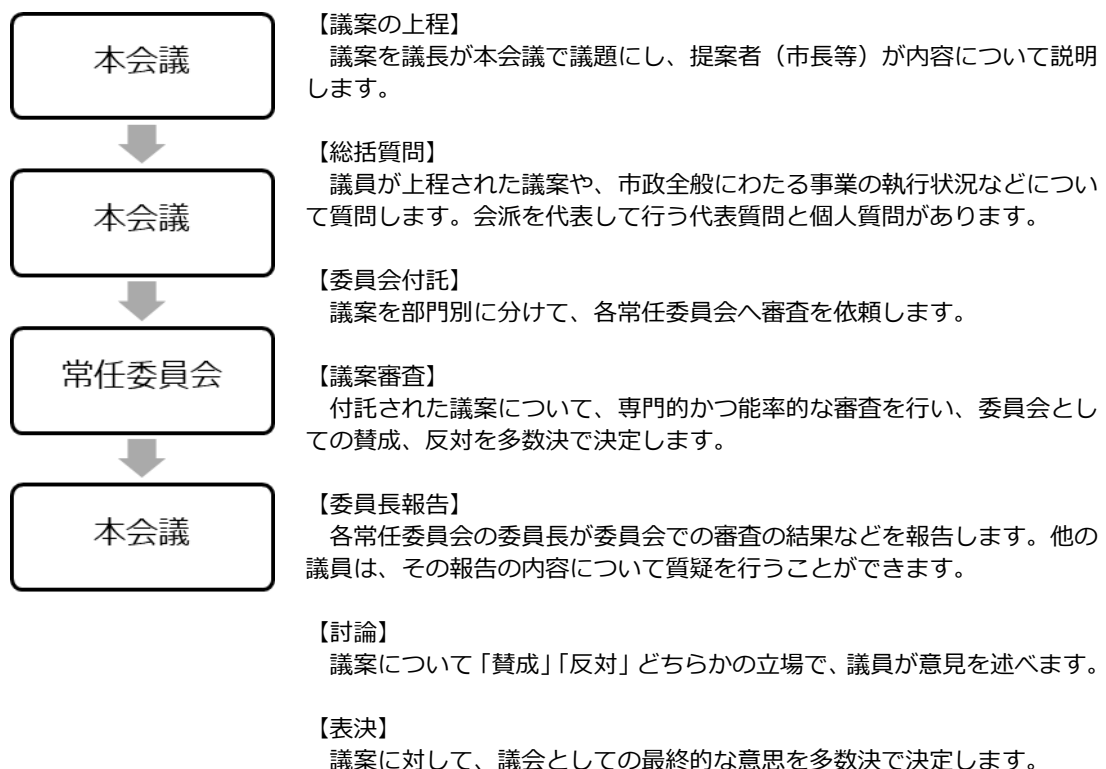 本会議
【議案の上程】
議案を議長が本会議で議題にし、提案者（市長等）が内容について説明
します。
本会議
【総括質問】
議員が上程された議案や、市政全般にわたる事業の執行状況などについ
て質問します。会派を代表して行う代表質問と個人質問があります。
【委員会付託】
議案を部門別に分けて、各常任委員会へ審査を依頼します。
常任委員会
【議案審査】
付託された議案について、専門的かつ能率的な審査を行い、委員会とし
ての賛成、反対を多数決で決定します。
本会議
【委員長報告】
各常任委員会の委員長が委員会での審査の結果などを報告します。他の
議員は、その報告の内容について質疑を行うことができます。
【討論】
議案について「賛成」「反対」どちらかの立場で、議員が意見を述べます。
【表決】
議案に対して、議会としての最終的な意思を多数決で決定します。